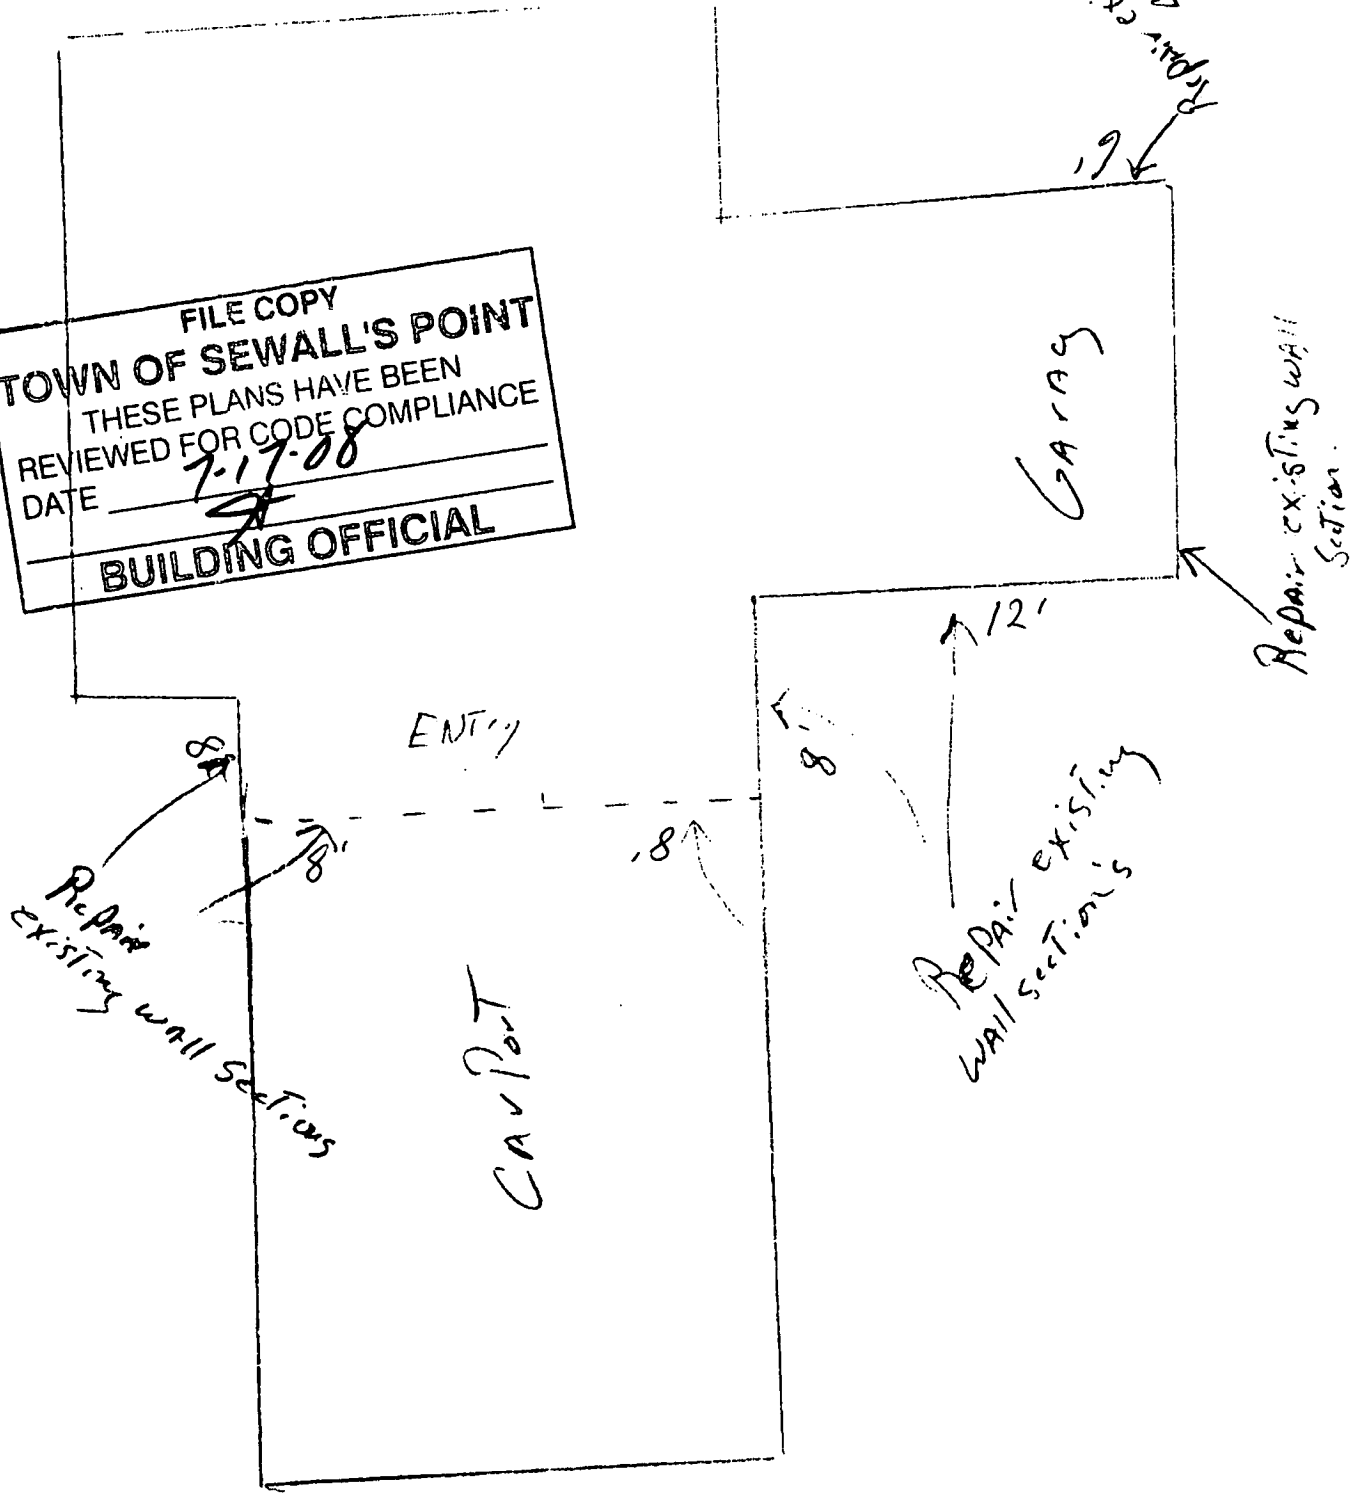 Repair
6'
FILE COPY
TOWN OF SEWALL'S POINT
THESE PLANS HAVE BEEN
REVIEWED FOR CODE COMPLIANCE
DATE 7-17-08
BUILDING OFFICIAL
GArAg
Repair existing wAll
Section.
12'
ENTry
8'
8'
8'
8'
Repair
existing wAll Sections
RepAir existing
wAll section's
CArPorT